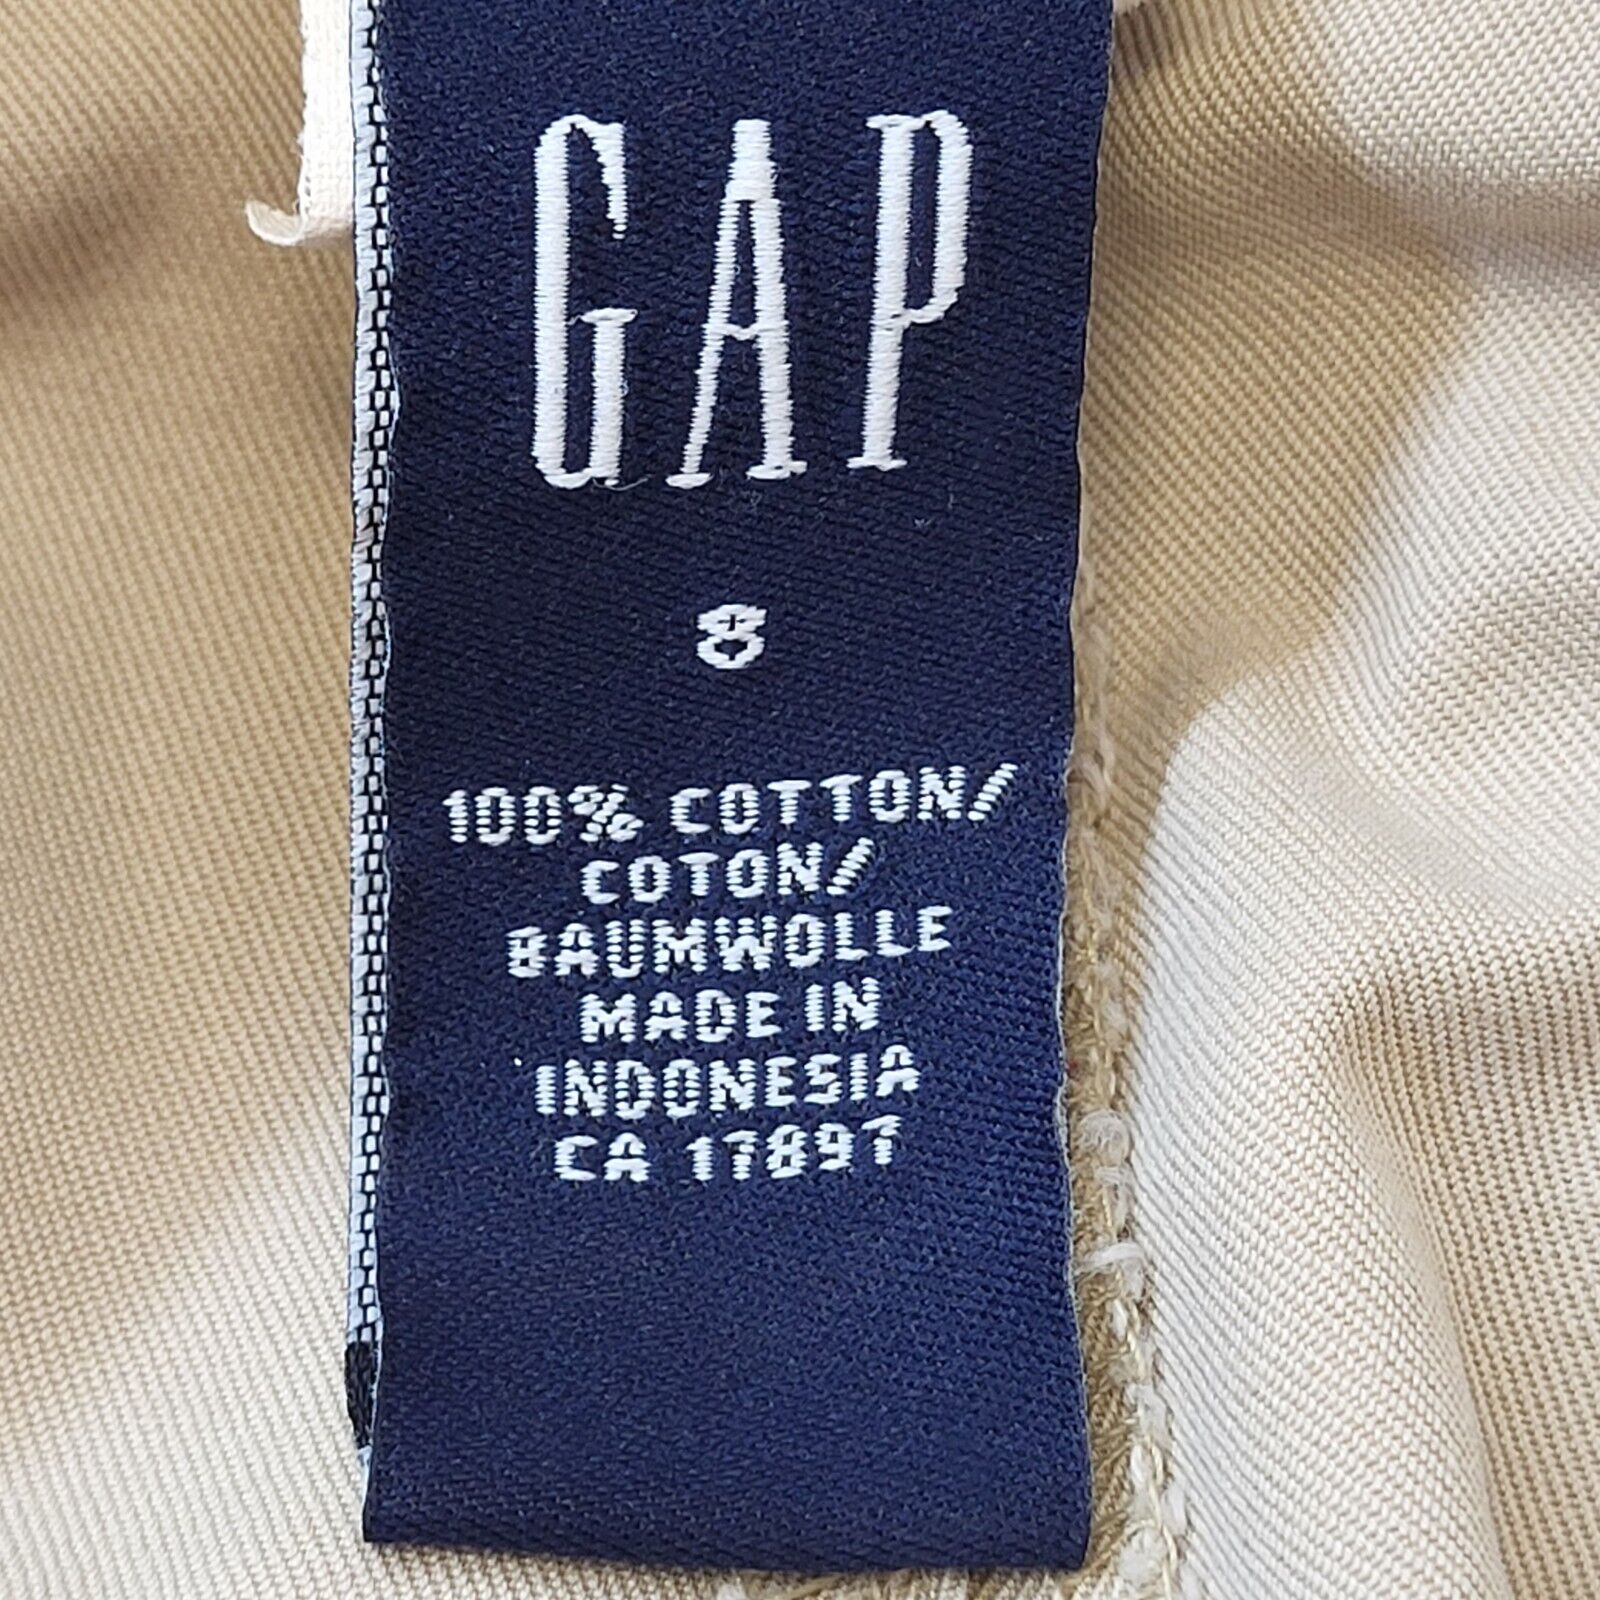 GAP
8
100% COTTON/
COTON/
BAUMWOLLE
MADE IN
INDONESIA
CA 17897